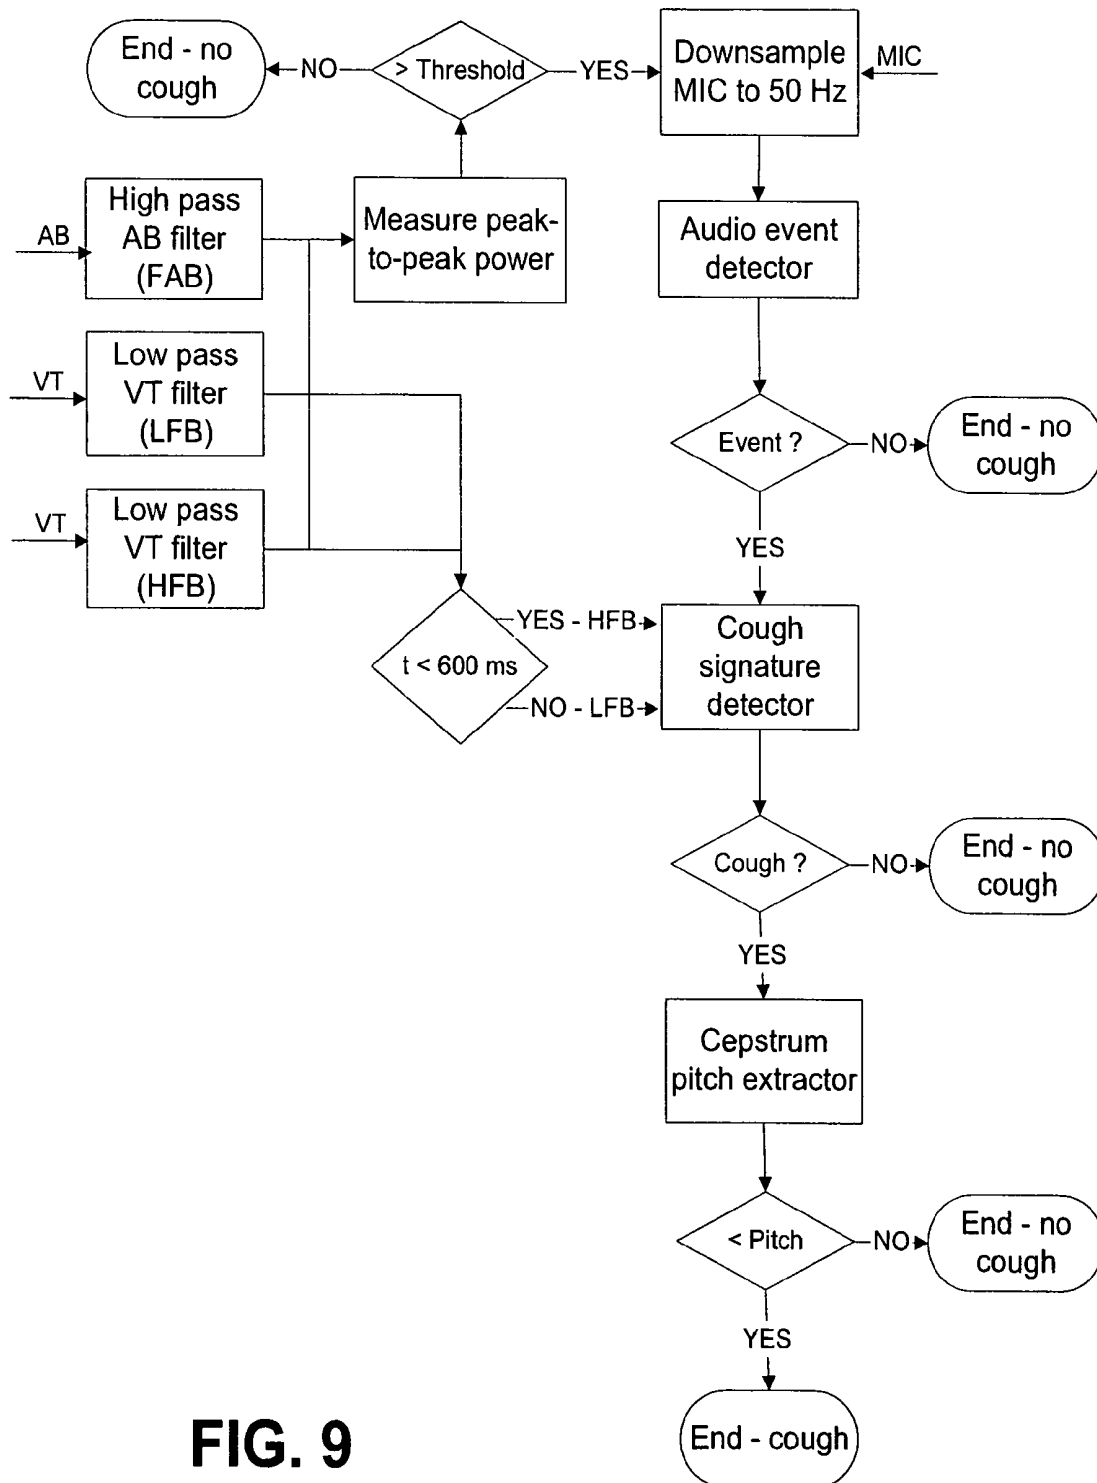 End - no
cough
NO
> Threshold
YES
Downsample
MIC to 50 Hz
MIC
AB
High pass
AB filter
(FAB)
Measure peak-
to-peak power
Audio event
detector
VT
Low pass
VT filter
(LFB)
Event ?
NO
End - no
cough
VT
Low pass
VT filter
(HFB)
YES
t < 600 ms
YES - HFB
NO - LFB
Cough
signature
detector
Cough ?
NO
End - no
cough
YES
Cepstrum
pitch extractor
< Pitch
NO
End - no
cough
YES
End - cough
FIG. 9